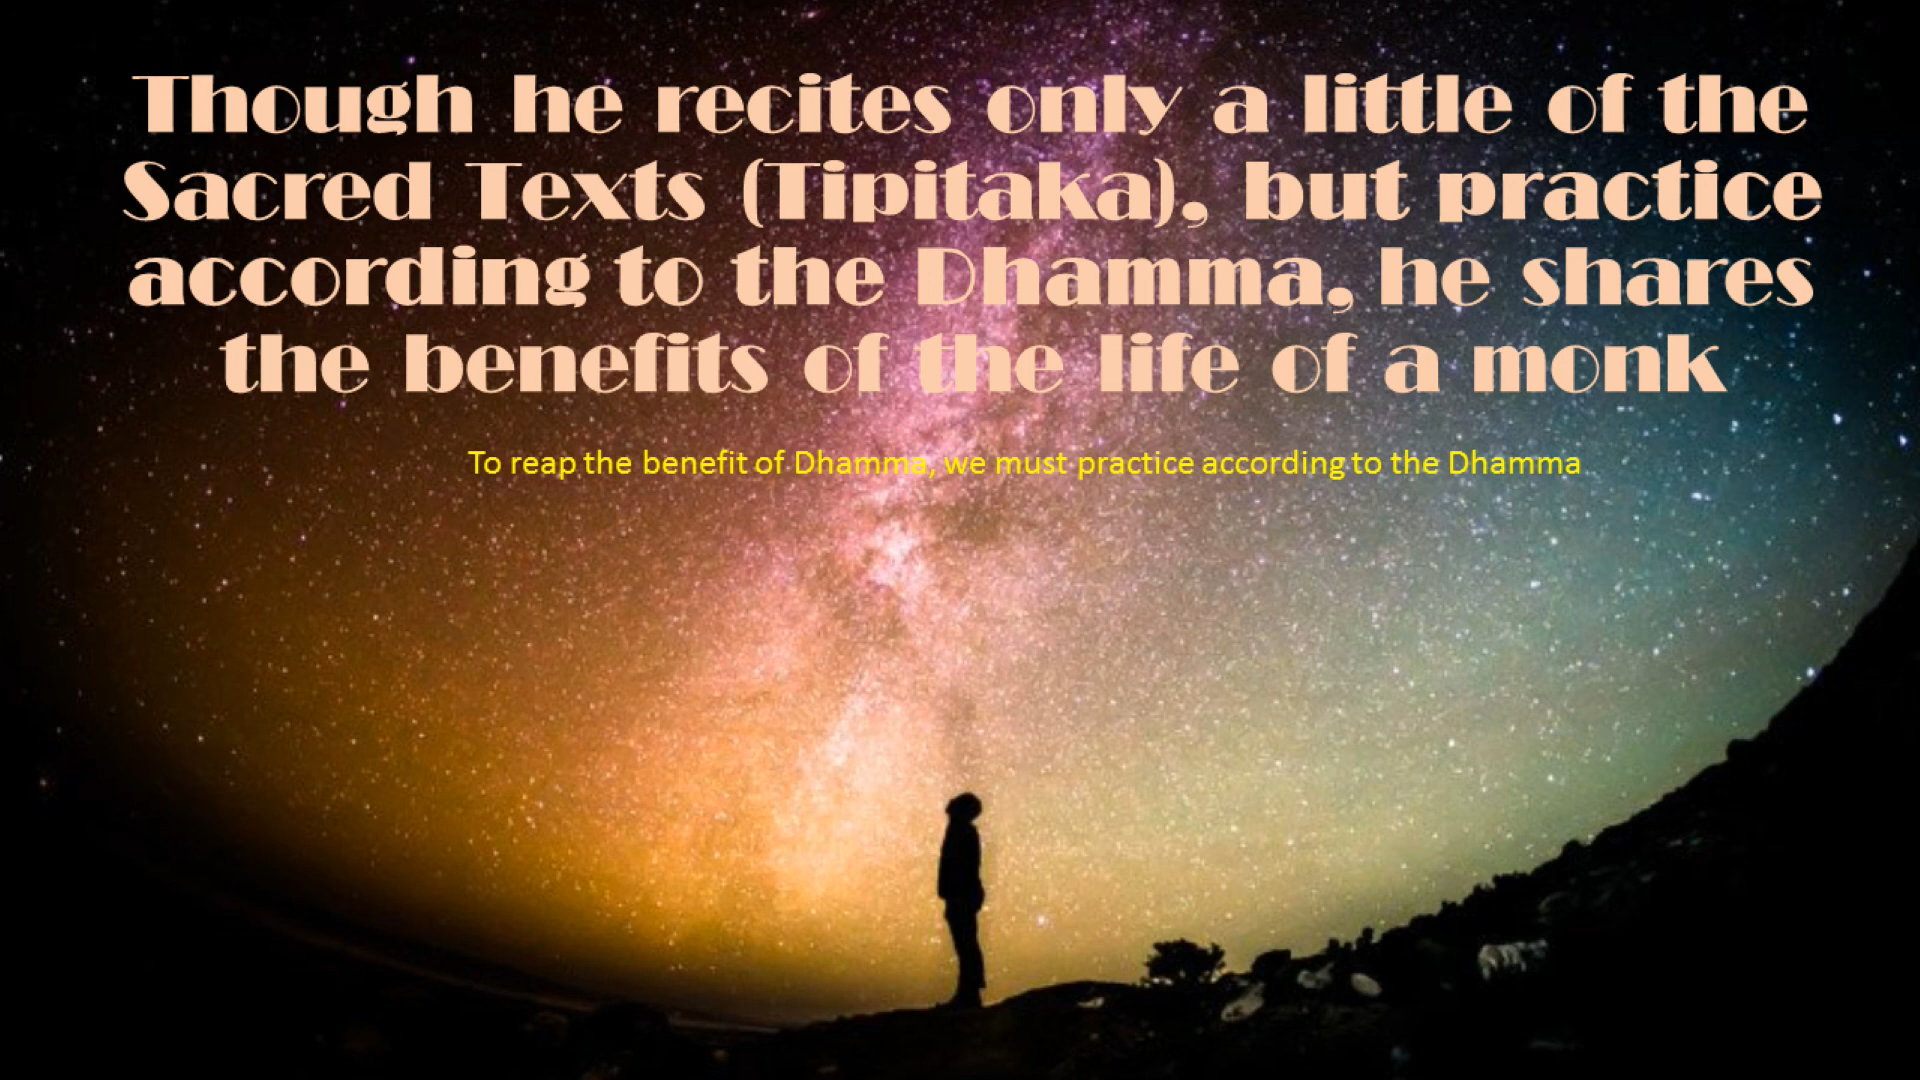 Though he recites only a little of the
Sacred Texts (Tipitaka), but practice
according to the Dhamma, he shares
the benefits of the life of a monk
To reap the benefit of Dhamma, we must practice according to the Dhamma